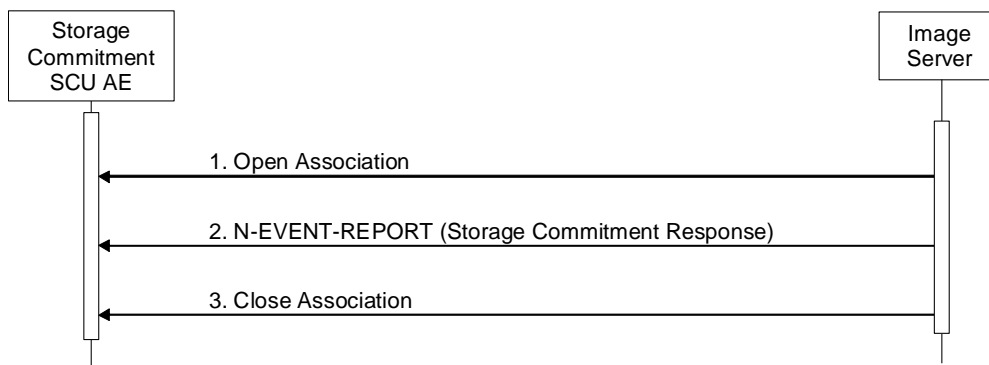 Storage
Commitment
SCU AE
Image
Server
1. Open Association
2. N-EVENT-REPORT (Storage Commitment Response)
3. Close Association